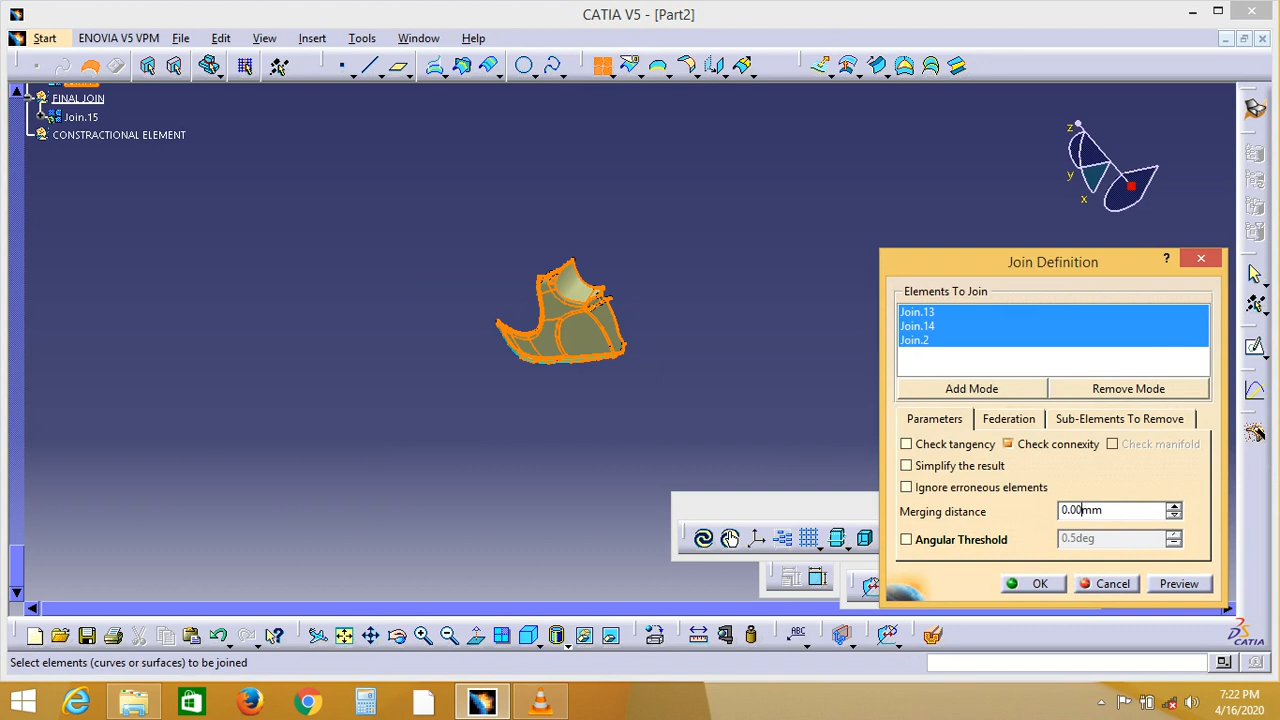 CATIA V5 - [Part2]
Start ENOVIA V5 VPM File Edit View Insert Tools Window Help
FINAL JOIN
Join.15
CONSTRACTIONAL ELEMENT
z
y
x
Join Definition
?
Elements To Join
Join.13
Join.14
Join.2
Add Mode Remove Mode
Parameters Federation Sub-Elements To Remove
Check tangency Check connexity Check manifold
Simplify the result
Ignore erroneous elements
Merging distance 0.00mm
Angular Threshold 0.5deg
OK Cancel Preview
ABC
CATIA
Select elements (curves or surfaces) to be joined
7:22 PM
4/16/2020